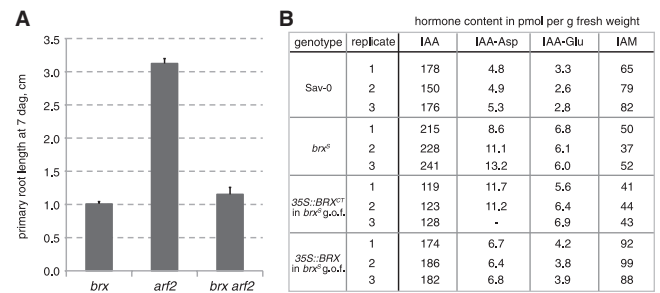 A
primary root length at 7 dag, cm
3.5
3.0
2.5
2.0
1.5
1.0
0.5
0.0
brx
arf2
brx arf2
B
hormone content in pmol per g fresh weight
genotype replicate IAA IAA-Asp IAA-Glu IAM
Sav-0
1 178 4.8 3.3 65
2 150 4.9 2.6 79
3 176 5.3 2.8 82
brxˢ
1 215 8.6 6.8 50
2 228 11.1 6.1 37
3 241 13.2 6.0 52
35S::BRXᶜᵀ
in brxˢ g.o.f.
1 119 11.7 5.6 41
2 123 11.2 6.4 44
3 128 - 6.9 43
35S::BRX
in brxˢ g.o.f.
1 174 6.7 4.2 92
2 186 6.4 3.8 99
3 182 6.8 3.9 88